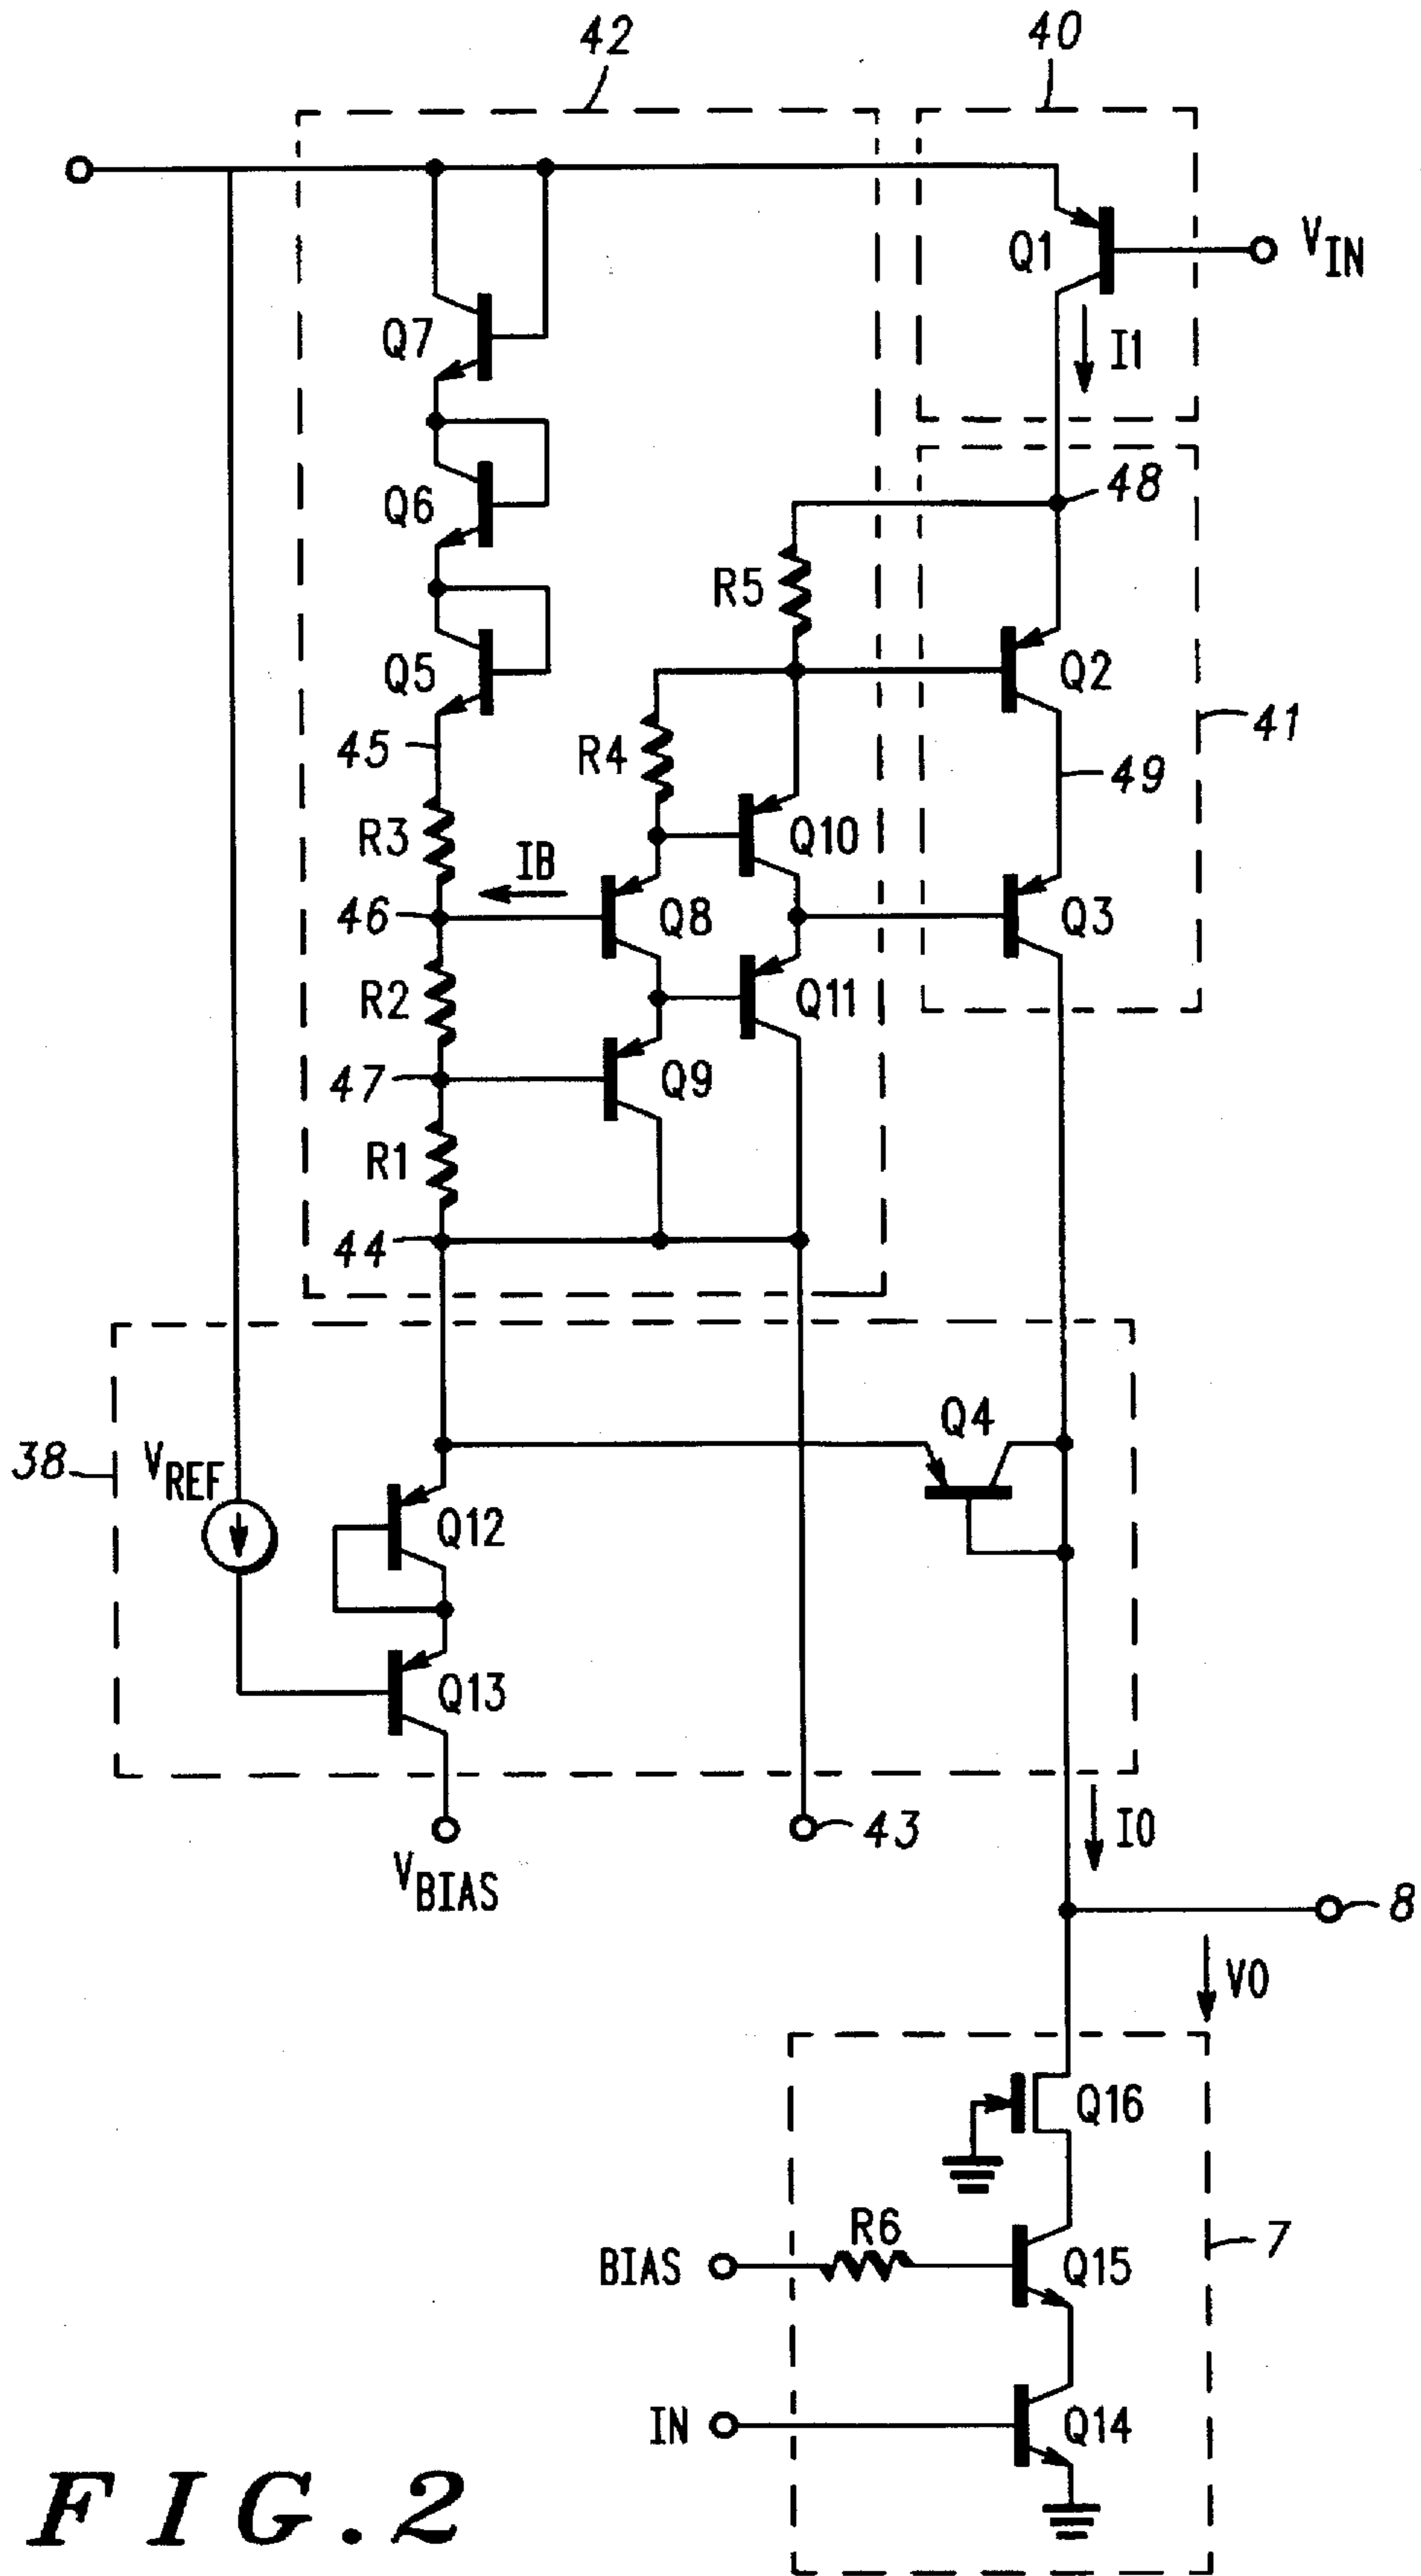 42
40
Q1
V_IN
I1
Q7
Q6
48
R5
Q5
Q2
45
R4
41
49
R3
Q10
IB
46
Q8
Q3
R2
Q11
47
Q9
R1
44
Q4
38
V_REF
Q12
Q13
43
I0
V_BIAS
8
V0
Q16
R6
7
BIAS
Q15
IN
Q14
FIG.2